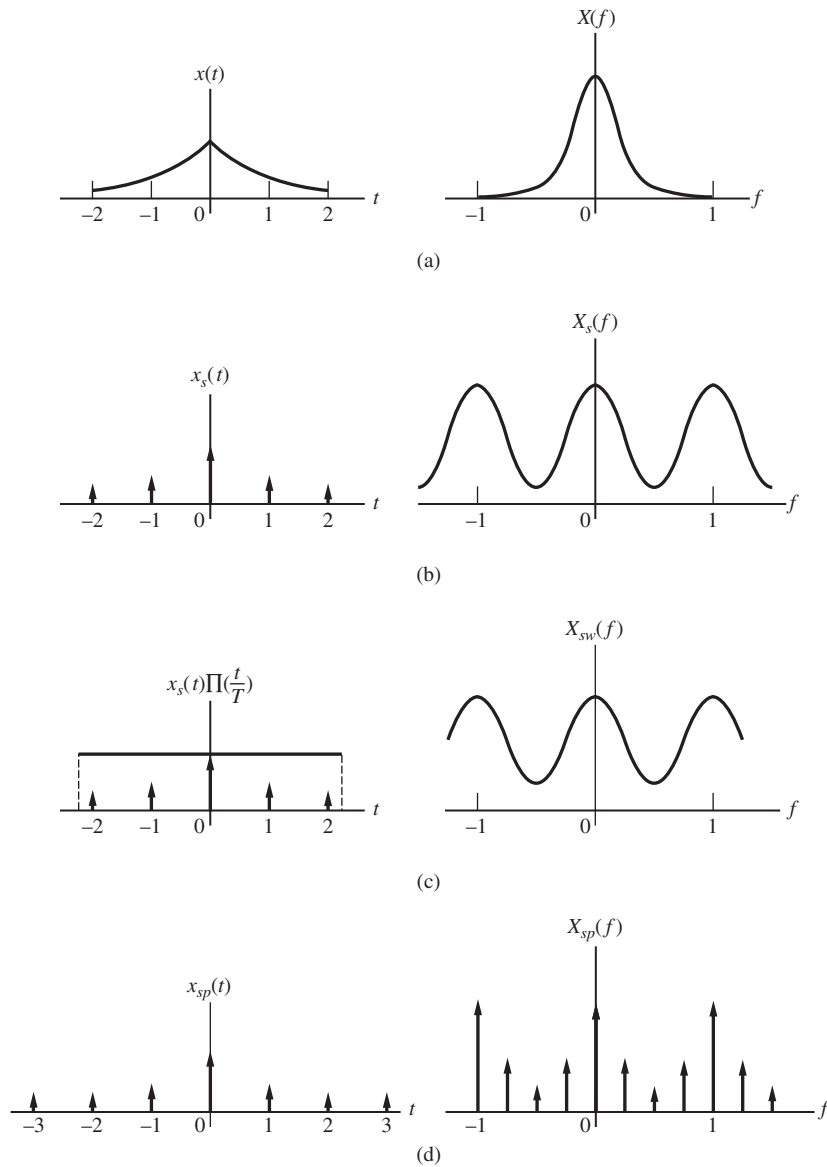 X(f)
x(t)
–2 –1 0 1 2 t
–1 0 1 f
(a)
X_s(f)
x_s(t)
–2 –1 0 1 2 t
–1 0 1 f
(b)
X_sw(f)
x_s(t)Π(t/T)
–2 –1 0 1 2 t
–1 0 1 f
(c)
X_sp(f)
x_sp(t)
–3 –2 –1 0 1 2 3 t
–1 0 1 f
(d)